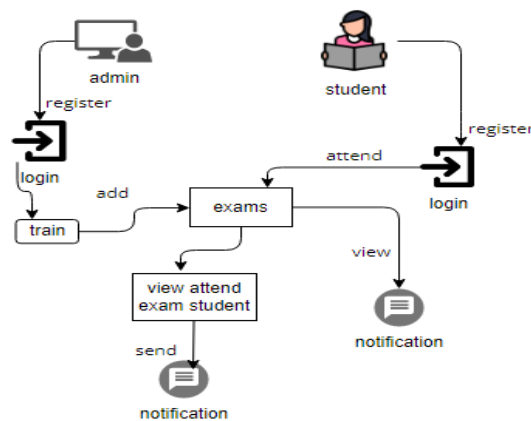 admin
student
register
register
login
attend
login
add
train
exams
view
view attend
exam student
notification
send
notification